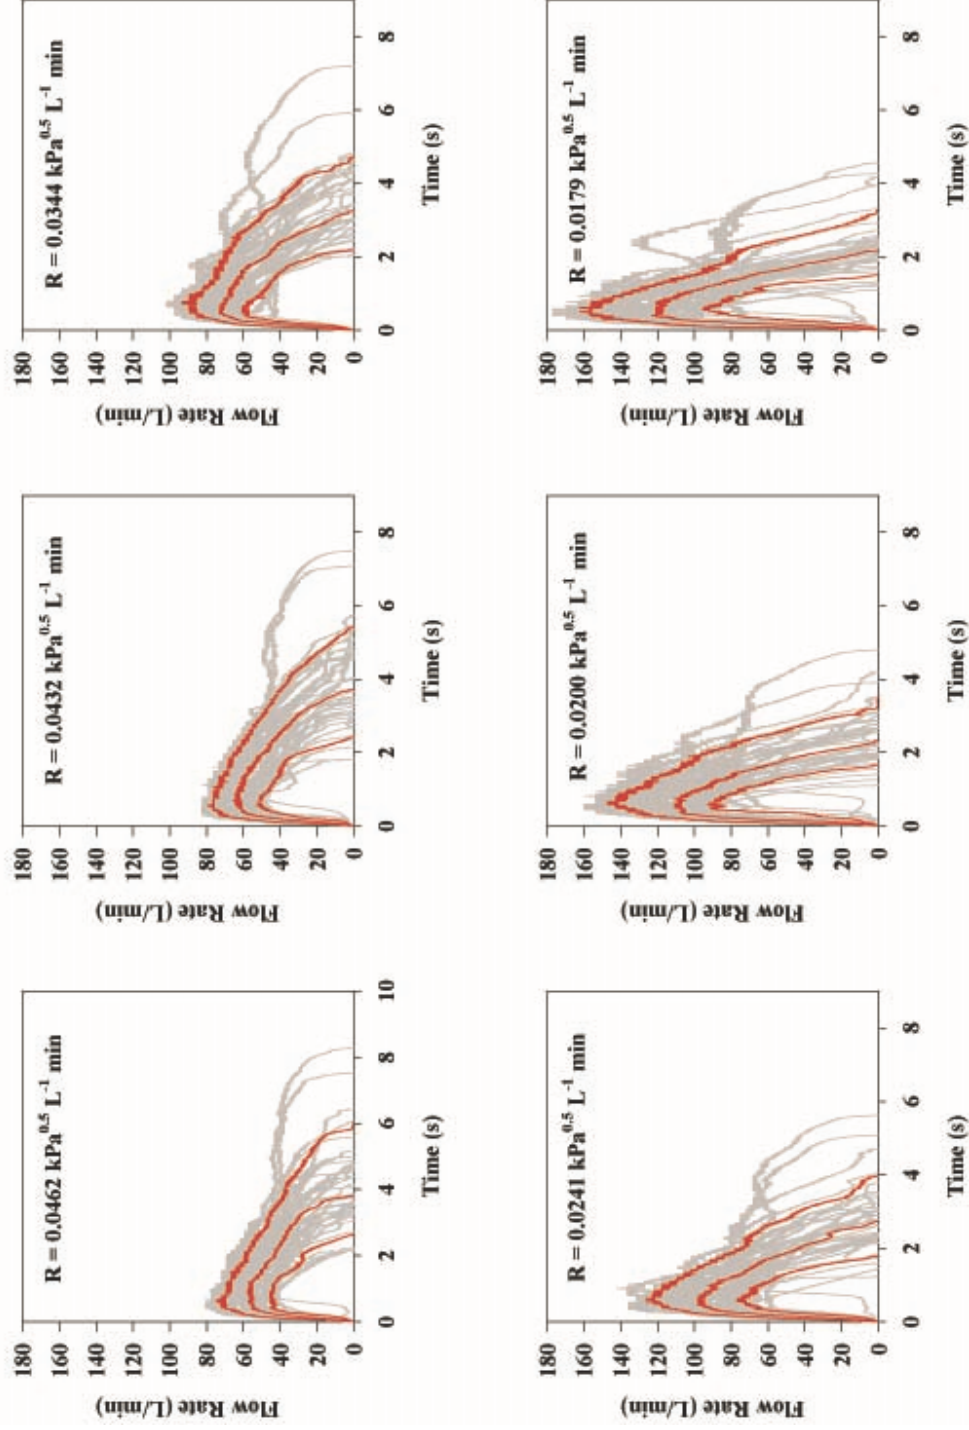 R = 0.0462 kPa^0.5 L^-1 min
Flow Rate (L/min)
180
160
140
120
100
80
60
40
20
0
0 2 4 6 8 10
Time (s)
R = 0.0432 kPa^0.5 L^-1 min
Flow Rate (L/min)
180
160
140
120
100
80
60
40
20
0
0 2 4 6 8
Time (s)
R = 0.0344 kPa^0.5 L^-1 min
Flow Rate (L/min)
180
160
140
120
100
80
60
40
20
0
0 2 4 6 8
Time (s)
R = 0.0241 kPa^0.5 L^-1 min
Flow Rate (L/min)
180
160
140
120
100
80
60
40
20
0
0 2 4 6 8
Time (s)
R = 0.0200 kPa^0.5 L^-1 min
Flow Rate (L/min)
180
160
140
120
100
80
60
40
20
0
0 2 4 6 8
Time (s)
R = 0.0179 kPa^0.5 L^-1 min
Flow Rate (L/min)
180
160
140
120
100
80
60
40
20
0
0 2 4 6 8
Time (s)